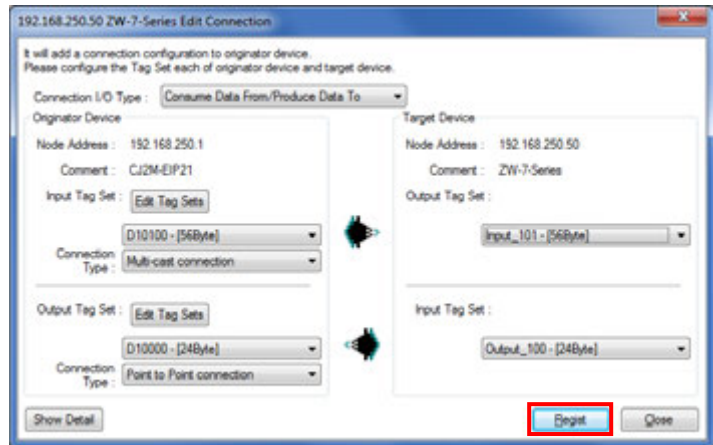 192.168.250.50 ZW-7-Series Edit Connection
It will add a connection configuration to originator device.
Please configure the Tag Set each of originator device and target device.
Connection I/O Type : Consume Data From/Produce Data To
Originator Device
Target Device
Node Address : 192.168.250.1
Node Address : 192.168.250.50
Comment : CJ2M-EIP21
Comment : ZW-7-Series
Input Tag Set : Edit Tag Sets
Output Tag Set :
D10100 - [56Byte]
Input_101 - [56Byte]
Connection Type : Multi-cast connection
Output Tag Set : Edit Tag Sets
Input Tag Set :
D10000 - [24Byte]
Output_100 - [24Byte]
Connection Type : Point to Point connection
Show Detail
Regist
Close